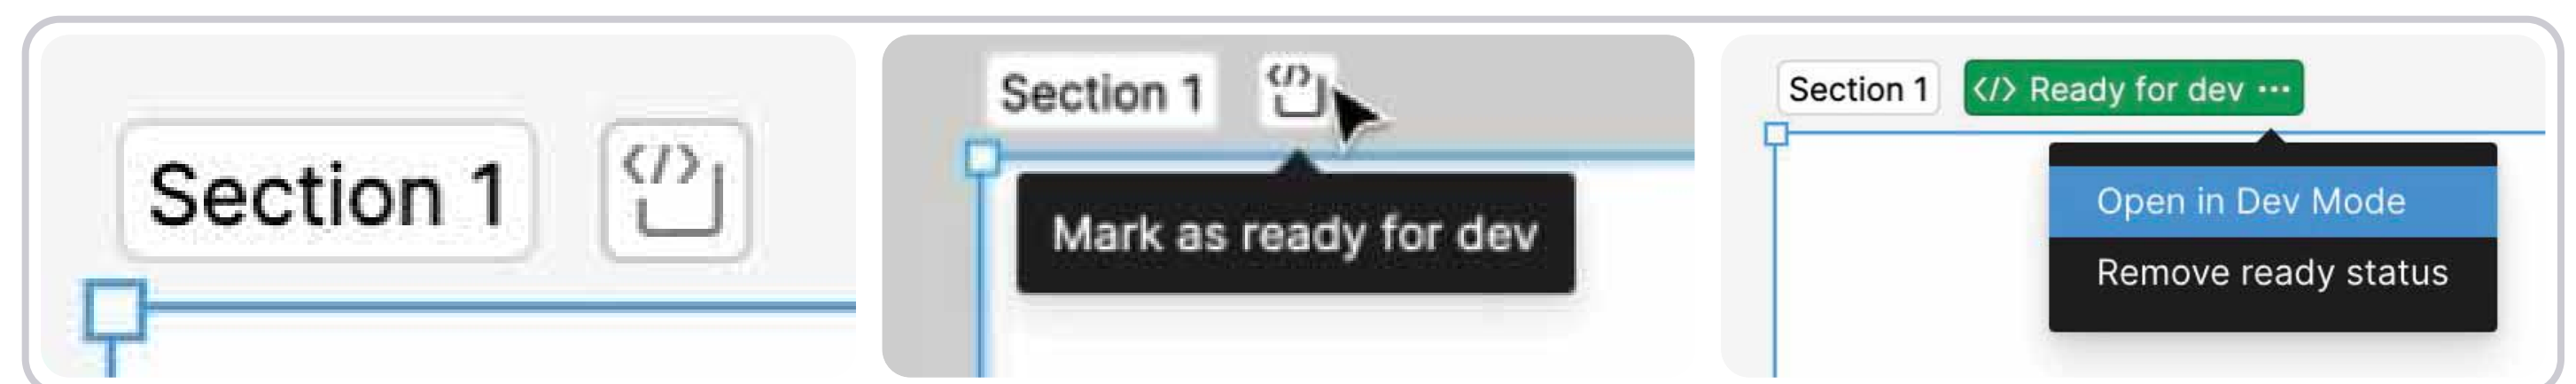 Section 1 </>
Section 1 </>
Mark as ready for dev
Section 1 </> Ready for dev ···
Open in Dev Mode
Remove ready status